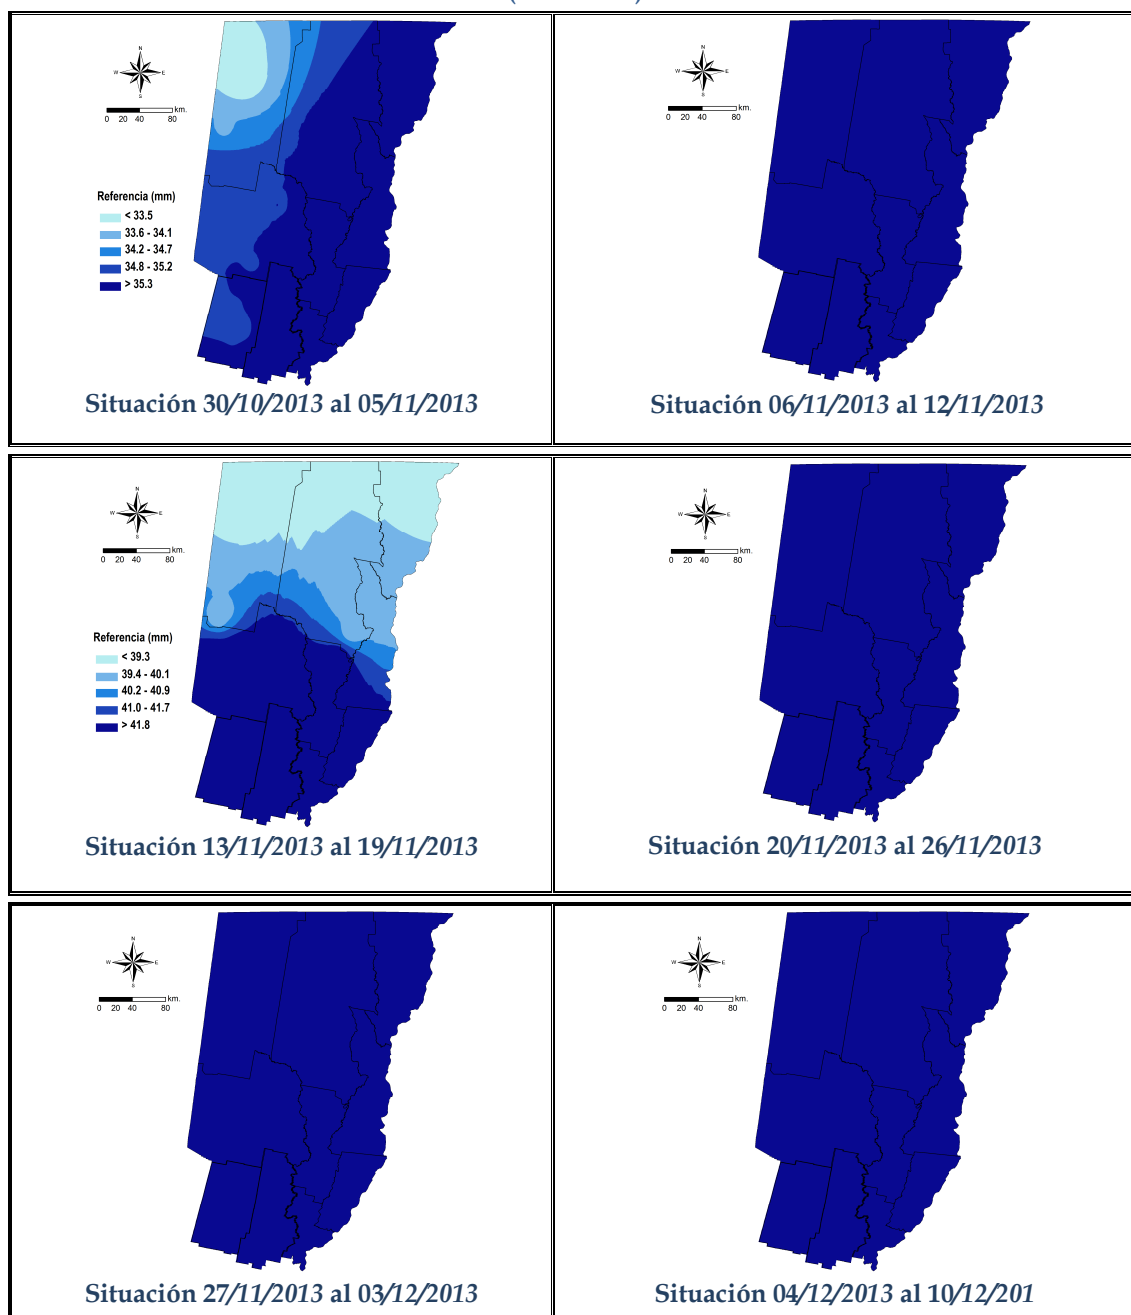 N
W E
S
km.
0 20 40 80
Referencia (mm)
< 33.5
33.6 - 34.1
34.2 - 34.7
34.8 - 35.2
> 35.3
Situación 30/10/2013 al 05/11/2013
N
W E
S
km.
0 20 40 80
Situación 06/11/2013 al 12/11/2013
N
W E
S
km.
0 20 40 80
Referencia (mm)
< 39.3
39.4 - 40.1
40.2 - 40.9
41.0 - 41.7
> 41.8
Situación 13/11/2013 al 19/11/2013
N
W E
S
km.
0 20 40 80
Situación 20/11/2013 al 26/11/2013
N
W E
S
km.
0 20 40 80
Situación 27/11/2013 al 03/12/2013
N
W E
S
km.
0 20 40 80
Situación 04/12/2013 al 10/12/201